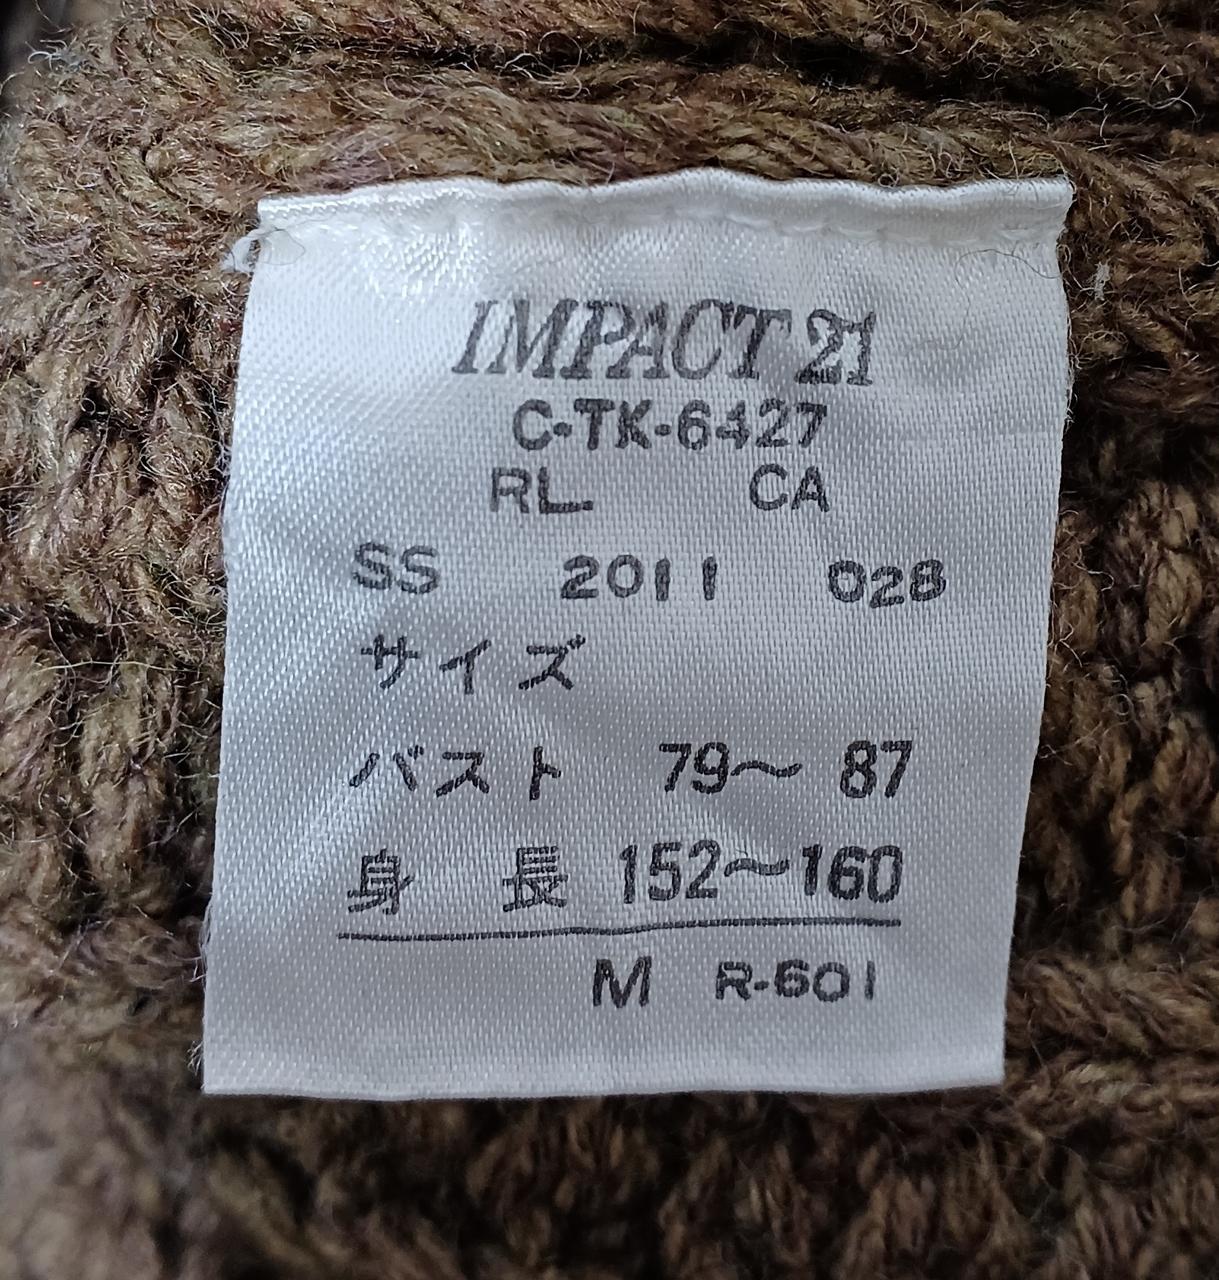 IMPACT 21
C-TK-6427
RL CA
SS 2011 028
サイズ
バスト 79～87
身長 152～160
M R-601